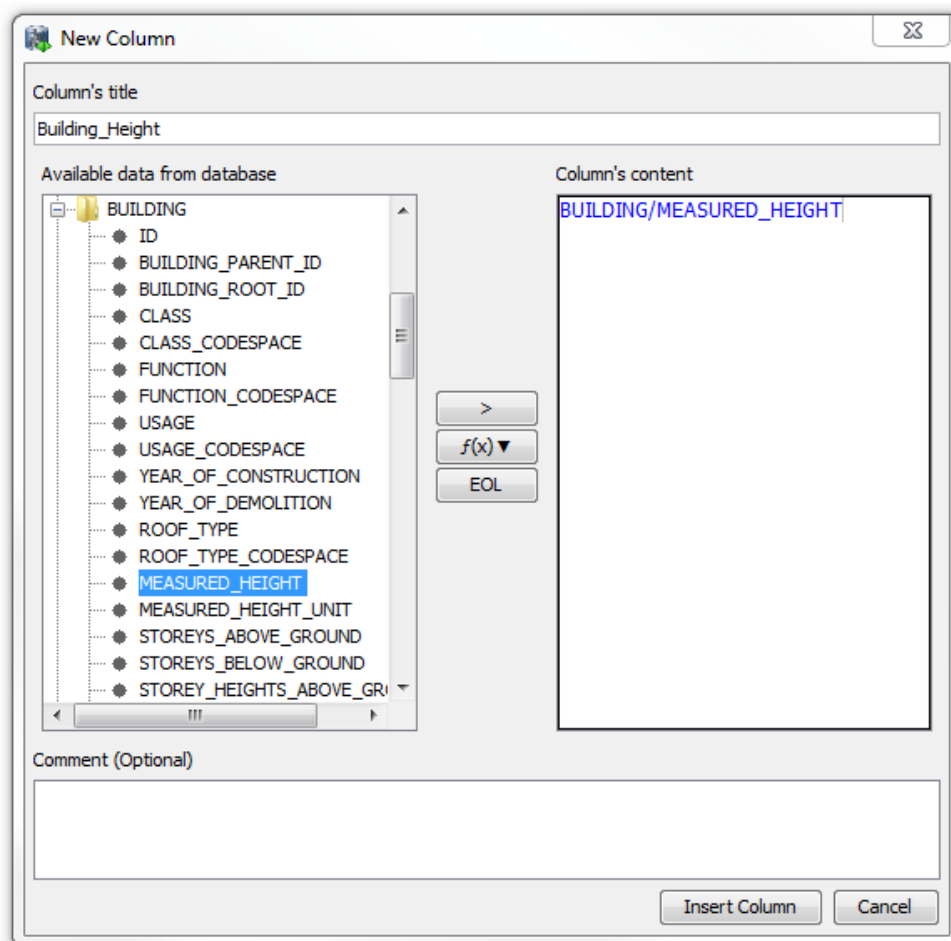 New Column
Column's title
Building_Height
Available data from database
Column's content
BUILDING
BUILDING/MEASURED_HEIGHT
ID
BUILDING_PARENT_ID
BUILDING_ROOT_ID
CLASS
CLASS_CODESPACE
FUNCTION
FUNCTION_CODESPACE
USAGE
USAGE_CODESPACE
YEAR_OF_CONSTRUCTION
YEAR_OF_DEMOLITION
ROOF_TYPE
ROOF_TYPE_CODESPACE
MEASURED_HEIGHT
MEASURED_HEIGHT_UNIT
STOREYS_ABOVE_GROUND
STOREYS_BELOW_GROUND
STOREY_HEIGHTS_ABOVE_GR
>
f(x) ▼
EOL
Comment (Optional)
Insert Column
Cancel